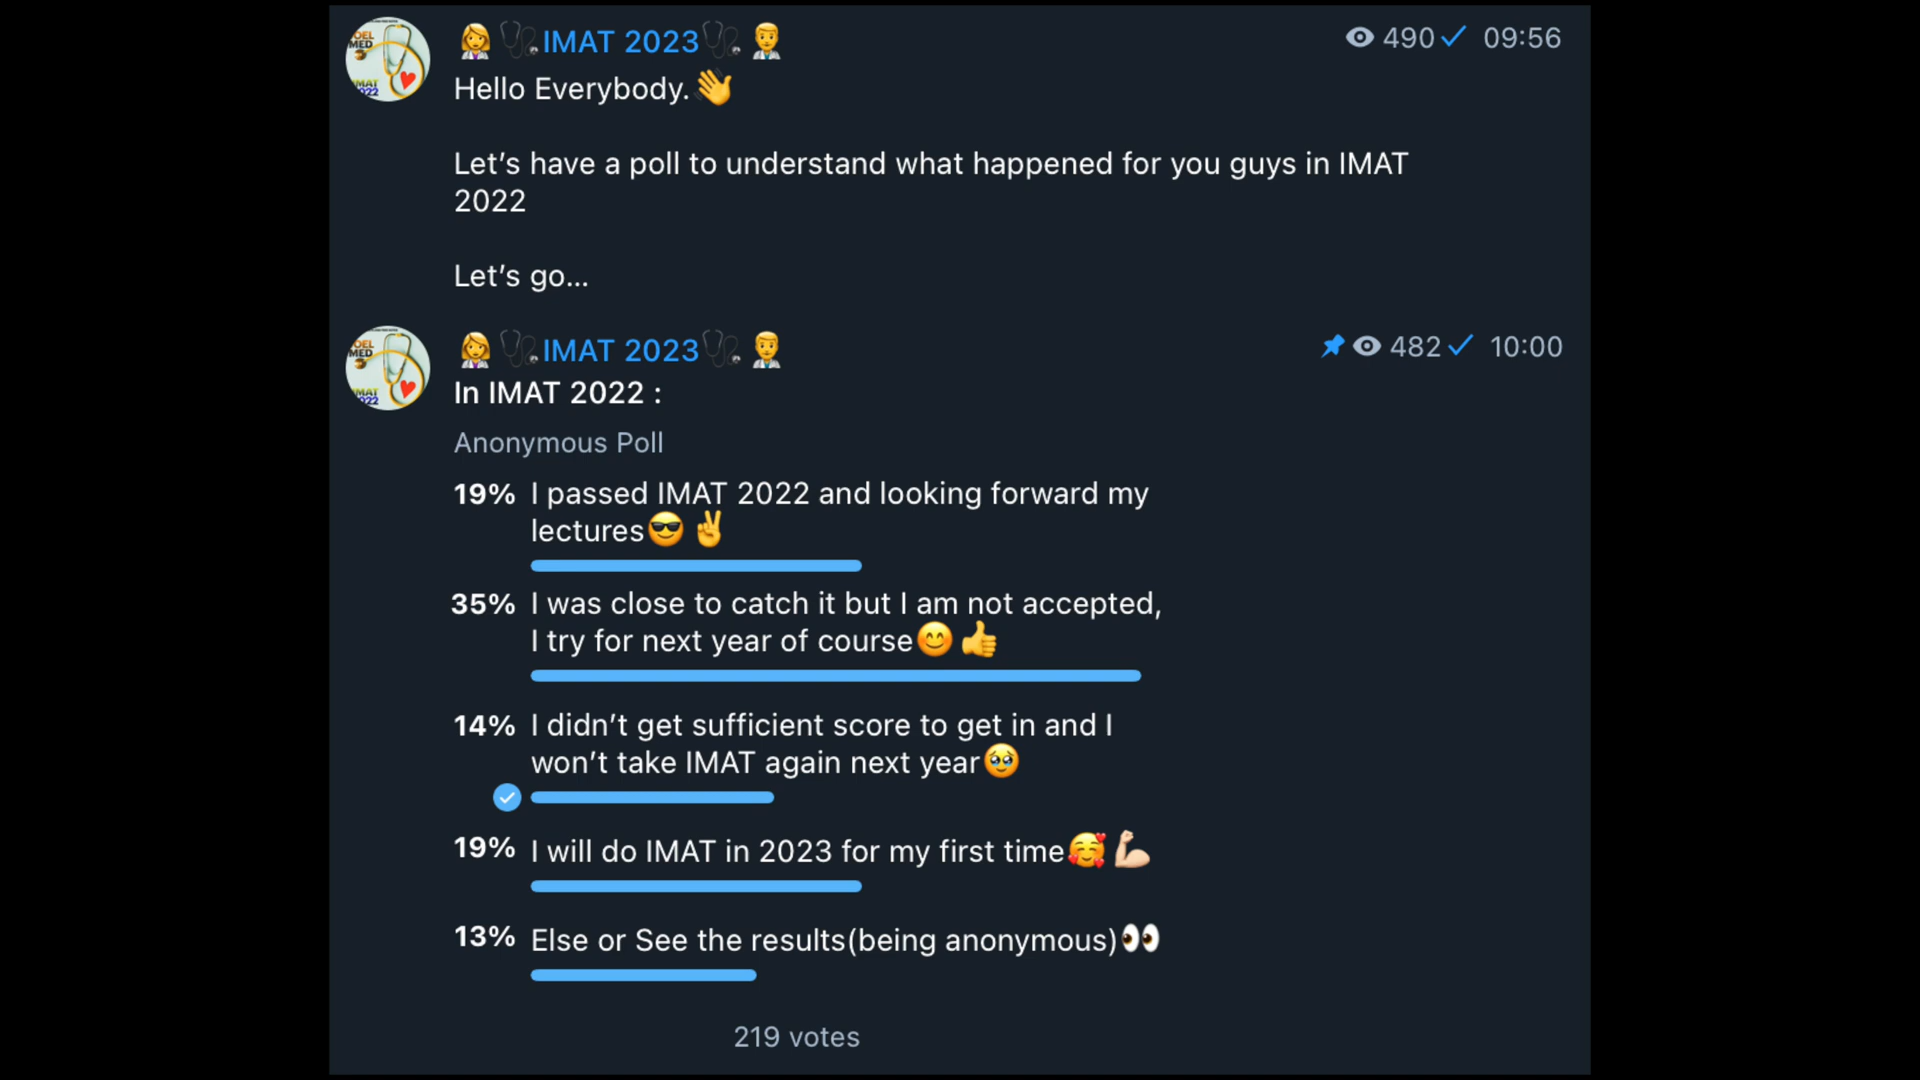 👩‍⚕️🩺IMAT 2023🩺👨‍⚕️ 490 09:56
Hello Everybody.👋
Let’s have a poll to understand what happened for you guys in IMAT
2022
Let’s go...
👩‍⚕️🩺IMAT 2023🩺👨‍⚕️ 482 10:00
In IMAT 2022 :
Anonymous Poll
19% I passed IMAT 2022 and looking forward my
lectures😎✌️
35% I was close to catch it but I am not accepted,
I try for next year of course😊👍
14% I didn’t get sufficient score to get in and I
won’t take IMAT again next year🥹
19% I will do IMAT in 2023 for my first time🥰💪🏻
13% Else or See the results(being anonymous)👀
219 votes
MED
MED